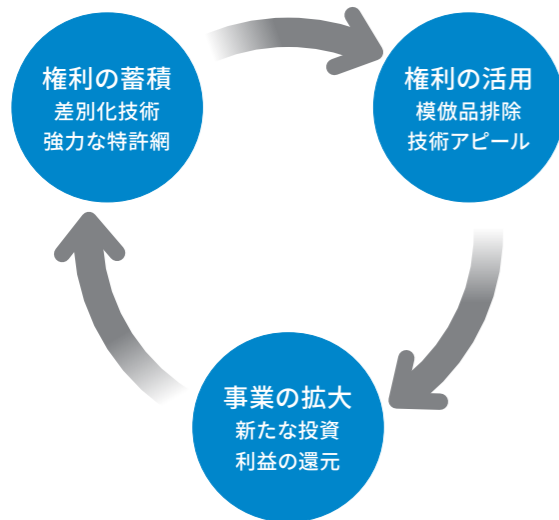 権利の蓄積
差別化技術
強力な特許網
権利の活用
模倣品排除
技術アピール
事業の拡大
新たな投資
利益の還元